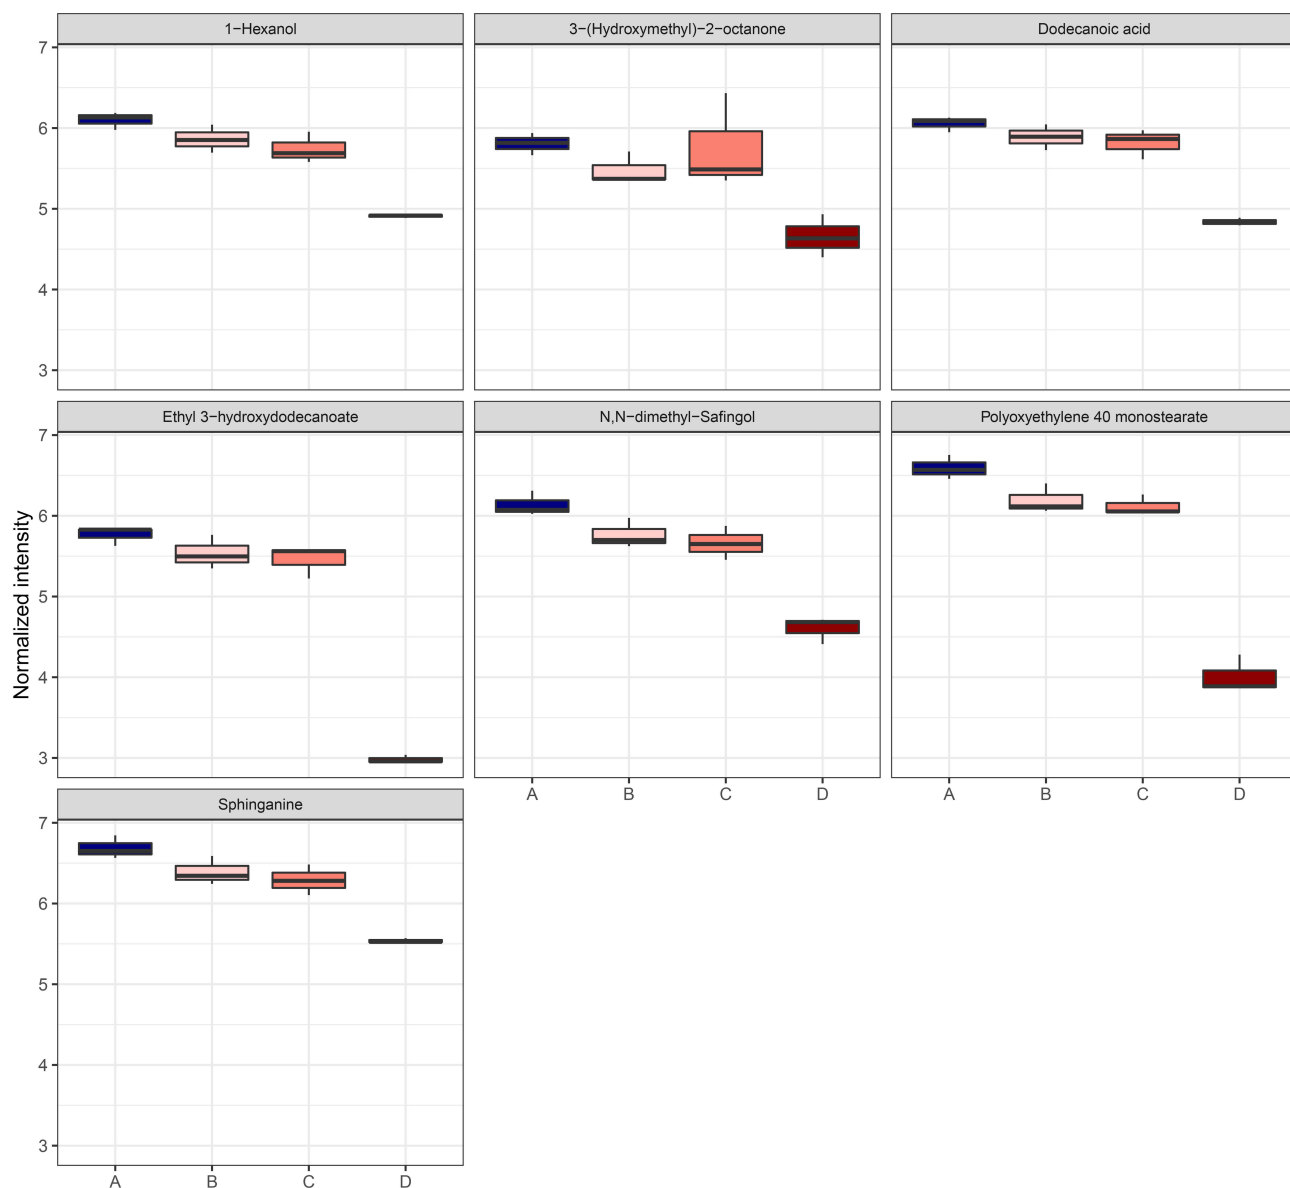 1−Hexanol
3−(Hydroxymethyl)−2−octanone
Dodecanoic acid
7
6
5
4
3
Ethyl 3−hydroxydodecanoate
N,N−dimethyl−Safingol
Polyoxyethylene 40 monostearate
7
6
5
4
3
A B C D
A B C D
Normalized intensity
Sphinganine
7
6
5
4
3
A B C D